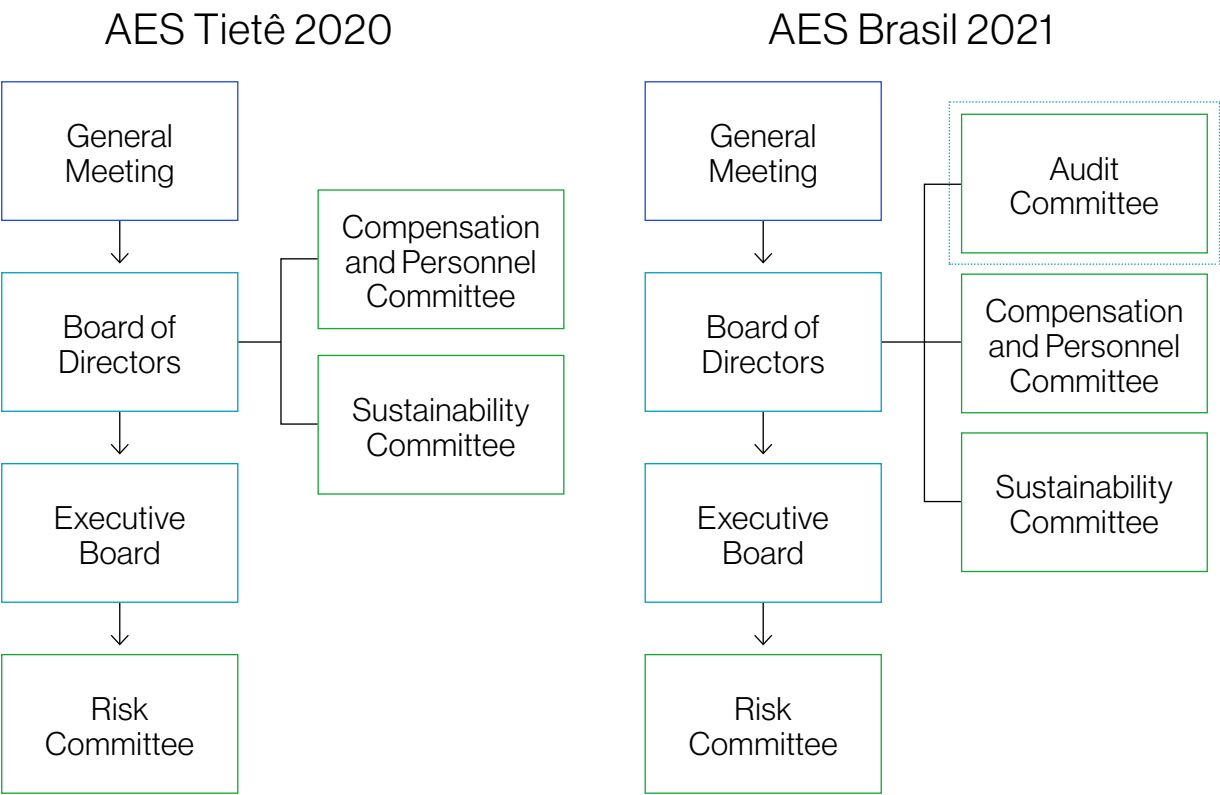 AES Tietê 2020
General
Meeting
Board of
Directors
Compensation
and Personnel
Committee
Sustainability
Committee
Executive
Board
Risk
Committee
AES Brasil 2021
General
Meeting
Board of
Directors
Audit
Committee
Compensation
and Personnel
Committee
Sustainability
Committee
Executive
Board
Risk
Committee